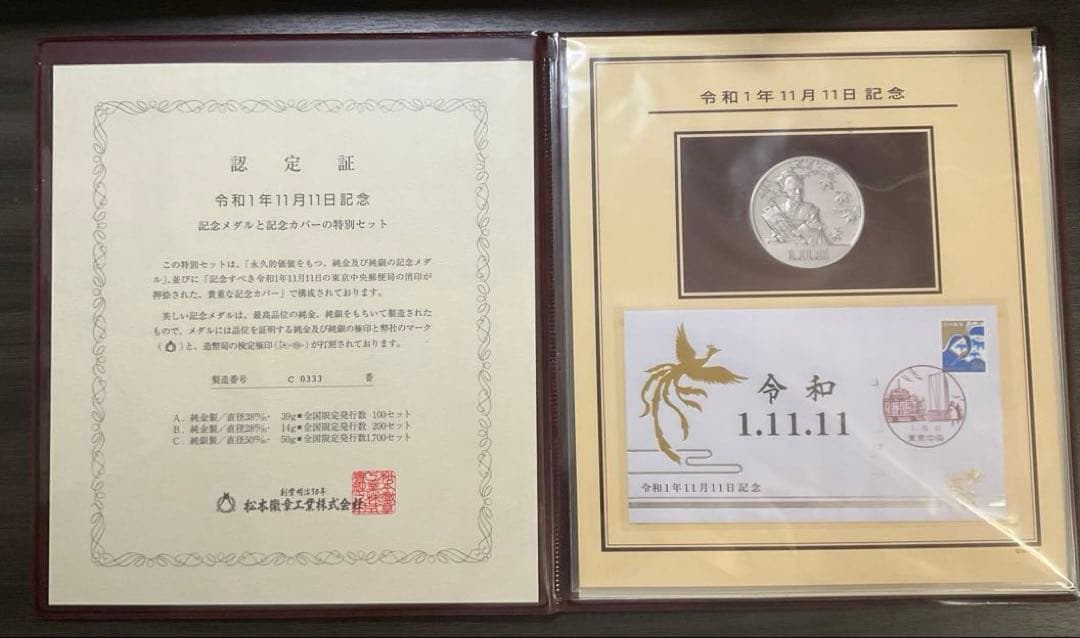 認定証
令和1年11月11日記念
記念メダルと記念カバーの特別セット
この特別セットは、「永久的価値をもつ、純金及び純銀の記念メダ
ル」、並びに「記念すべき令和1年11月11日の東京中央郵便局の消印が
押捺された、貴重な記念カバー」で構成されております。
美しい記念メダルは、最高品位の純金、純銀をもちいて製造された
もので、メダルには品位を証明する純金及び純銀の極印と弊社のマーク
( )と、造幣局の検定極印( )が打刻されております。
製造番号 C 0333 番
A. 純金製/直径38㍉・ 39g■全国限定発行数 100セット
B. 純金製/直径28㍉・ 14g■全国限定発行数 200セット
C. 純銀製/直径50㍉・ 50g■全国限定発行数1,700セット
創業明治30年
松本徽章工業株式会社
令和1年11月11日記念
令和
1.11.11
東京中央
令和1年11月11日記念